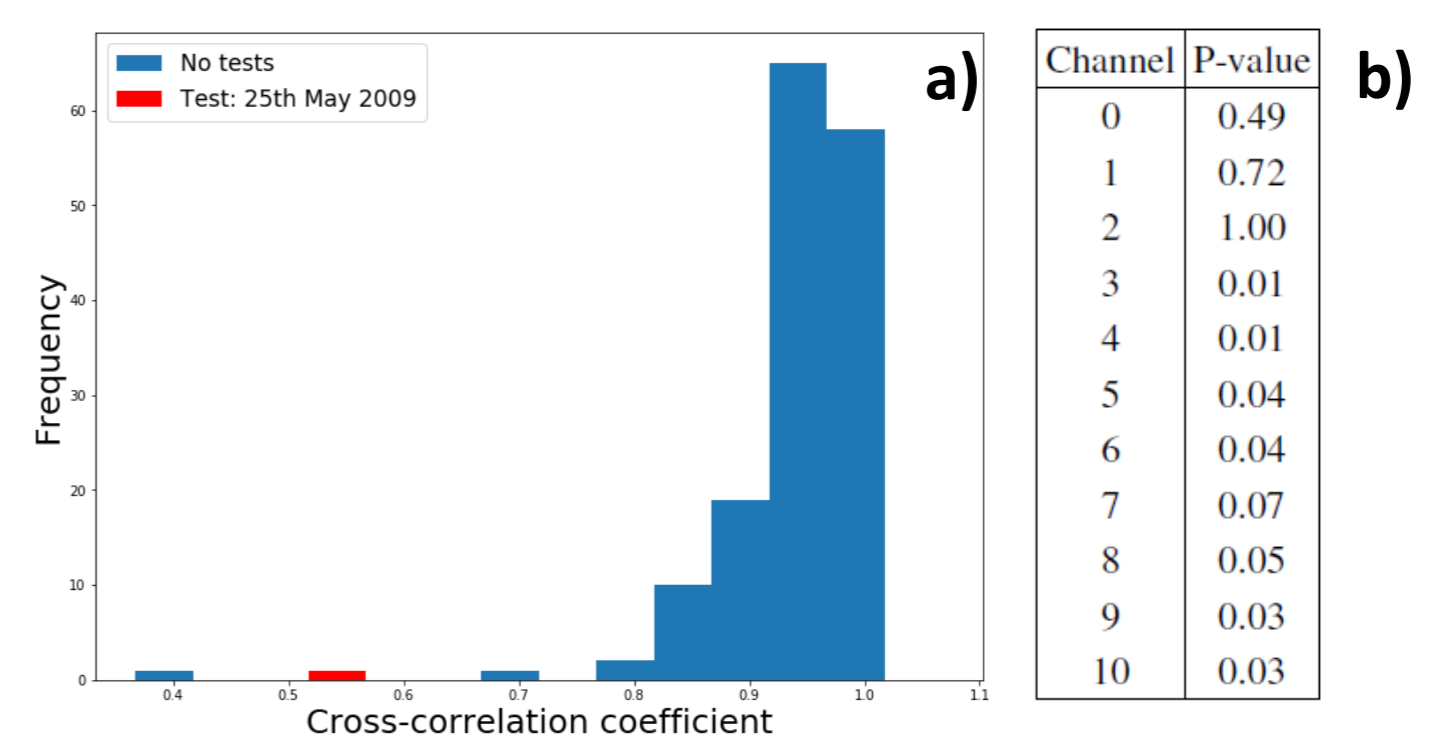 No tests
Test: 25th May 2009
a)
60
50
40
30
20
10
0
Frequency
0.4 0.5 0.6 0.7 0.8 0.9 1.0 1.1
Cross-correlation coefficient
Channel P-value
0 0.49
1 0.72
2 1.00
3 0.01
4 0.01
5 0.04
6 0.04
7 0.07
8 0.05
9 0.03
10 0.03
b)